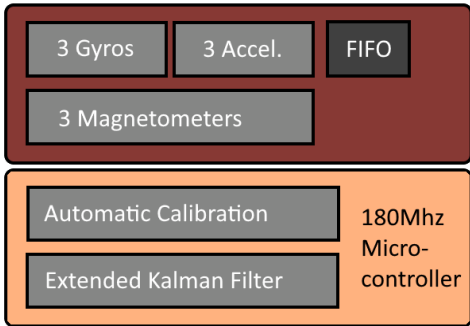 3 Gyros
3 Accel.
FIFO
3 Magnetometers
Automatic Calibration
Extended Kalman Filter
180Mhz
Micro-
controller